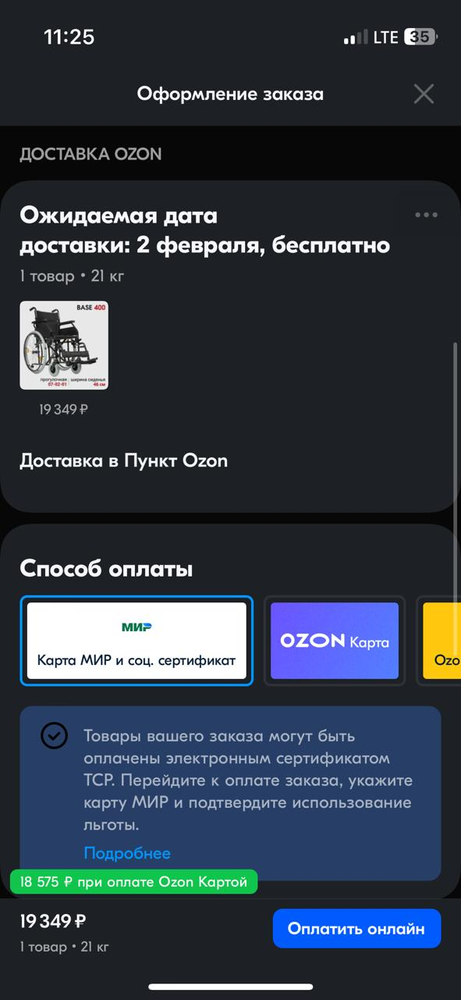 11:25
LTE 35
Оформление заказа
ДОСТАВКА OZON
Ожидаемая дата
доставки: 2 февраля, бесплатно
1 товар • 21 кг
BASE 400
прогулочная ширина сиденья
07-02-01 46 см
19 349 ₽
Доставка в Пункт Ozon
Способ оплаты
МИР
Карта МИР и соц. сертификат
OZON Карта
Ozo
Товары вашего заказа могут быть
оплачены электронным сертификатом
ТСР. Перейдите к оплате заказа, укажите
карту МИР и подтвердите использование
льготы.
Подробнее
18 575 ₽ при оплате Ozon Картой
19 349 ₽
1 товар • 21 кг
Оплатить онлайн